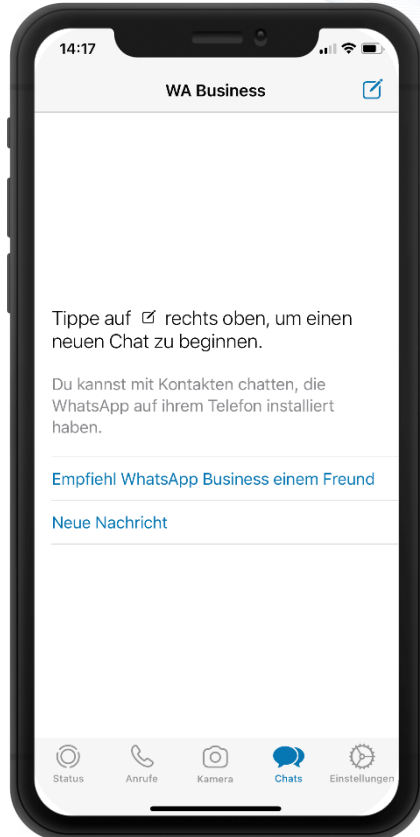 14:17
WA Business
Tippe auf rechts oben, um einen
neuen Chat zu beginnen.
Du kannst mit Kontakten chatten, die
WhatsApp auf ihrem Telefon installiert
haben.
Empfiehl WhatsApp Business einem Freund
Neue Nachricht
Status Anrufe Kamera Chats Einstellungen